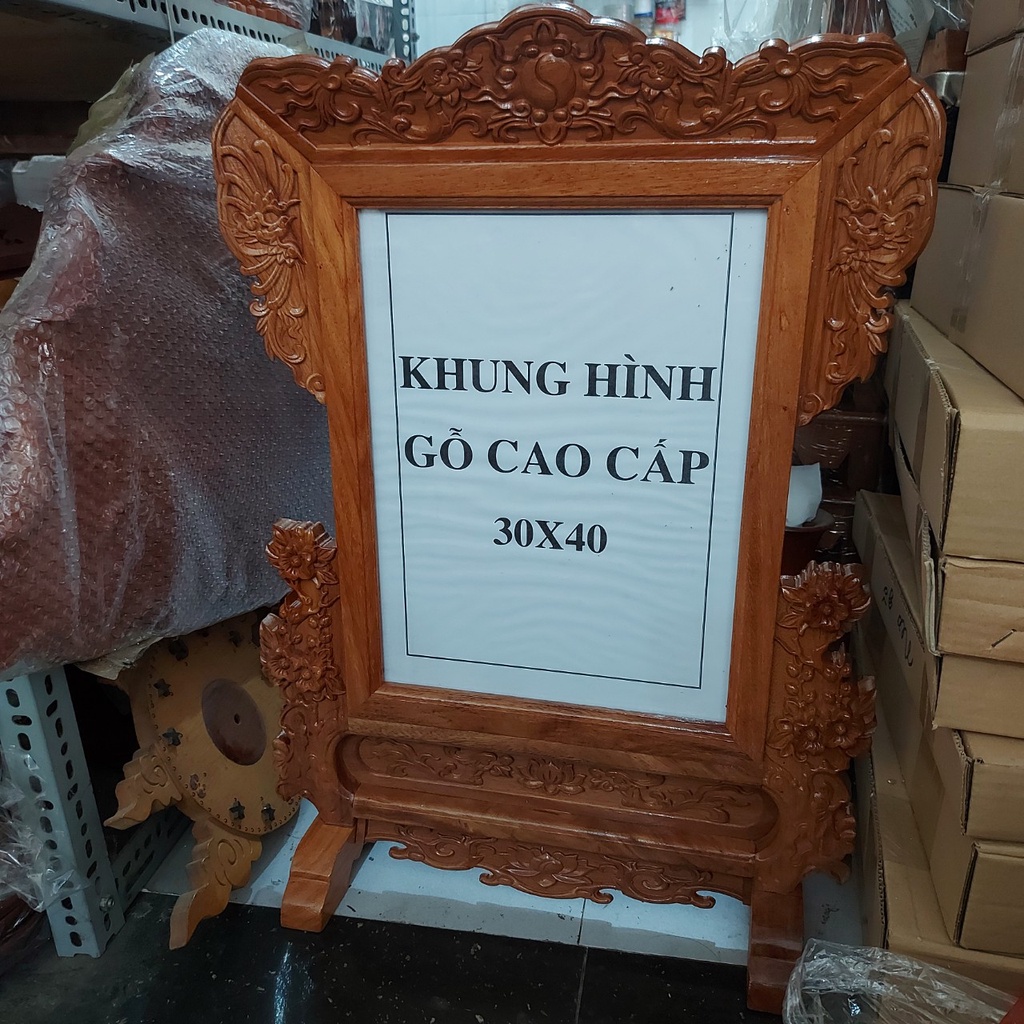 KHUNG HÌNH
GỖ CAO CẤP
30X40